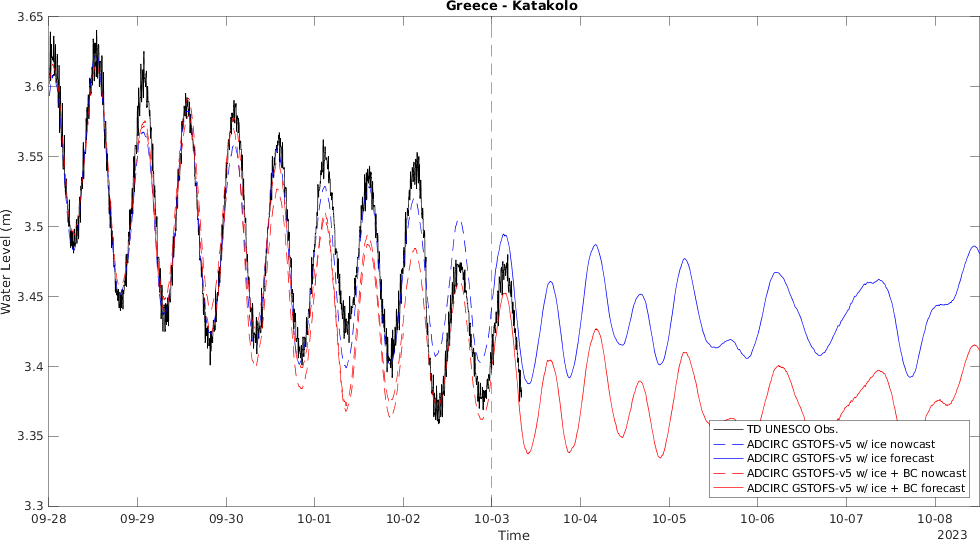 Greece - Katakolo
3.65
3.6
3.55
3.5
3.45
3.4
3.35
3.3
Water Level (m)
TD UNESCO Obs.
ADCIRC GSTOFS-v5 w/ ice nowcast
ADCIRC GSTOFS-v5 w/ ice forecast
ADCIRC GSTOFS-v5 w/ ice + BC nowcast
ADCIRC GSTOFS-v5 w/ ice + BC forecast
09-28 09-29 09-30 10-01 10-02 10-03 10-04 10-05 10-06 10-07 10-08
Time
2023